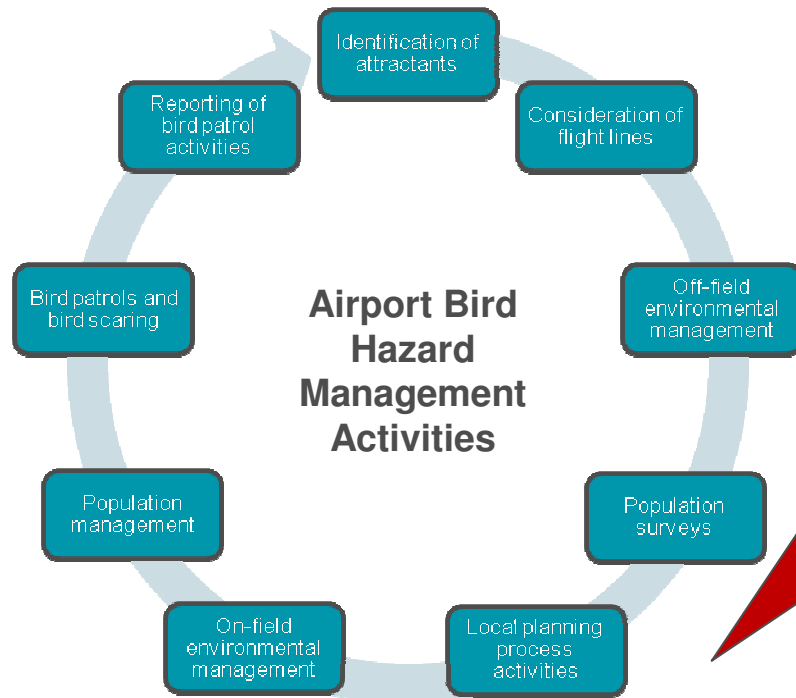 Identification of
attractants
Consideration of
flight lines
Off-field
environmental
management
Population
surveys
Local planning
process
activities
On-field
environmental
management
Population
management
Bird patrols and
bird scaring
Reporting of
bird patrol
activities
Airport Bird
Hazard
Management
Activities